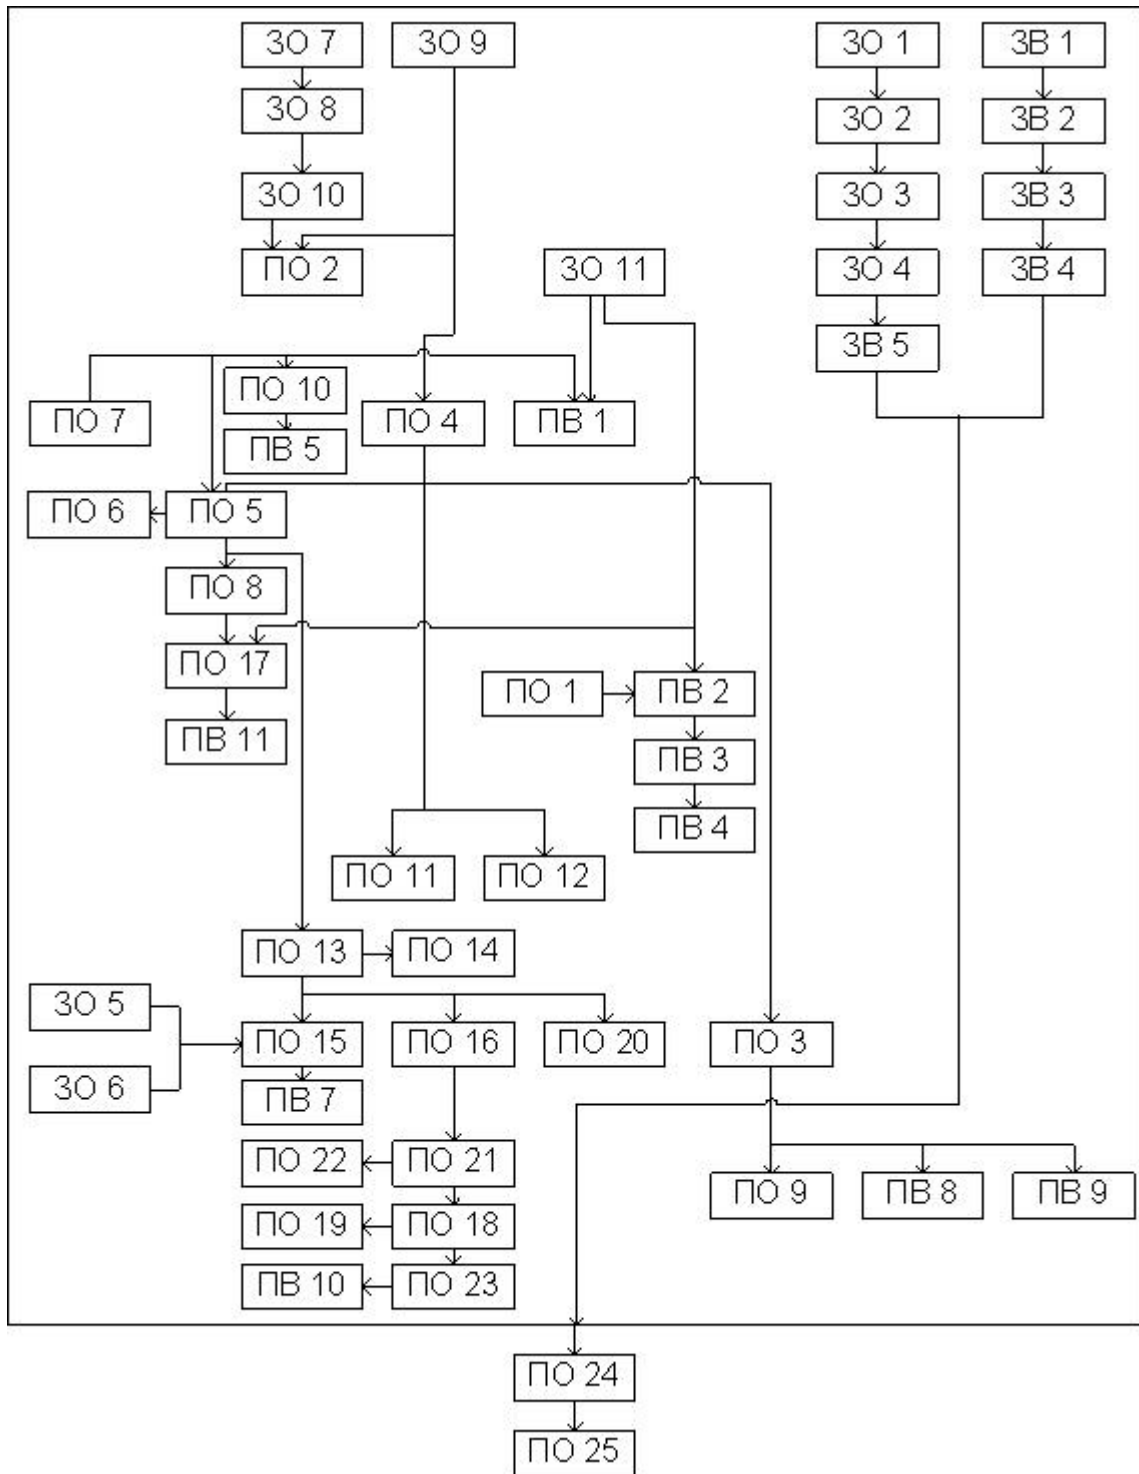 ЗО 7
ЗО 9
ЗО 1
ЗВ 1
ЗО 8
ЗО 2
ЗВ 2
ЗО 10
ЗО 3
ЗВ 3
ПО 2
ЗО 11
ЗО 4
ЗВ 4
ЗВ 5
ПО 10
ПО 7
ПО 4
ПВ 1
ПВ 5
ПО 6
ПО 5
ПО 8
ПО 17
ПО 1
ПВ 2
ПВ 11
ПВ 3
ПВ 4
ПО 11
ПО 12
ПО 13
ПО 14
ЗО 5
ПО 15
ПО 16
ПО 20
ПО 3
ЗО 6
ПВ 7
ПО 22
ПО 21
ПО 9
ПВ 8
ПВ 9
ПО 19
ПО 18
ПВ 10
ПО 23
ПО 24
ПО 25